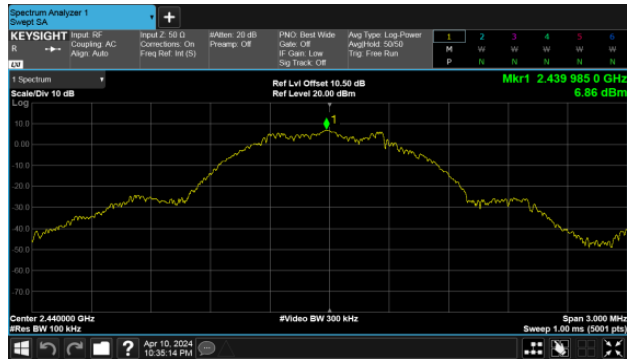 Spectrum Analyzer 1
Swept SA
+
KEYSIGHT Input: RF Input Z: 50 Ω #Atten: 20 dB PNO: Best Wide Avg Type: Log-Power 1 2 3 4 5 6
R Coupling: AC Corrections: On Preamp: Off Gate: Off Avg|Hold: 50/50 M W W W W W
Align: Auto Freq Ref: Int (S) IF Gain: Low Trig: Free Run P N N N N N
LXI Sig Track: Off
1 Spectrum Ref Lvl Offset 10.50 dB Mkr1 2.439 985 0 GHz
Scale/Div 10 dB Ref Level 20.00 dBm 6.86 dBm
Log
1
10.0
0.00
-10.0
-20.0
-30.0
-40.0
-50.0
-60.0
-70.0
Center 2.440000 GHz #Video BW 300 kHz Span 3.000 MHz
#Res BW 100 kHz Sweep 1.00 ms (5001 pts)
? Apr 10, 2024
10:35:14 PM